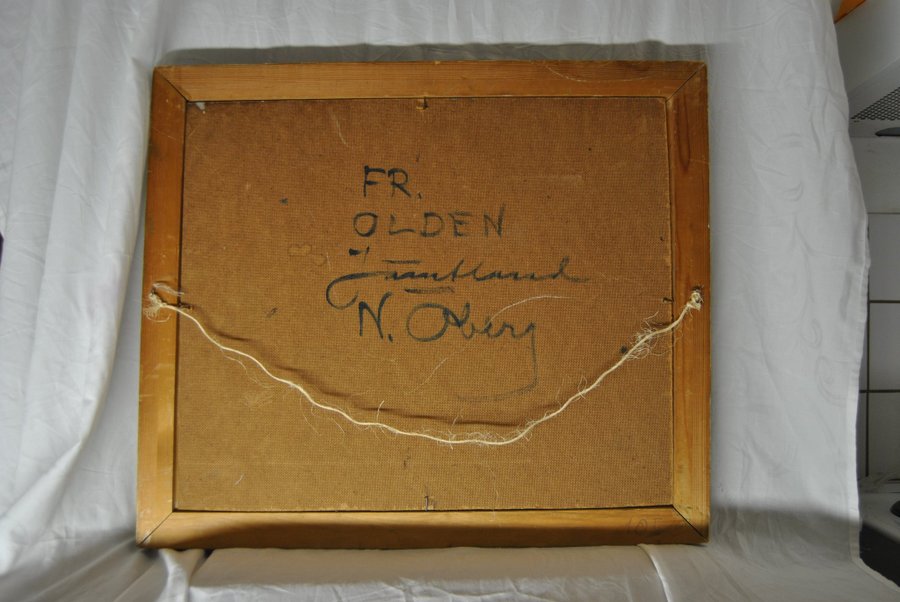 FR.
OLDEN
Jämtland
N. Öberg